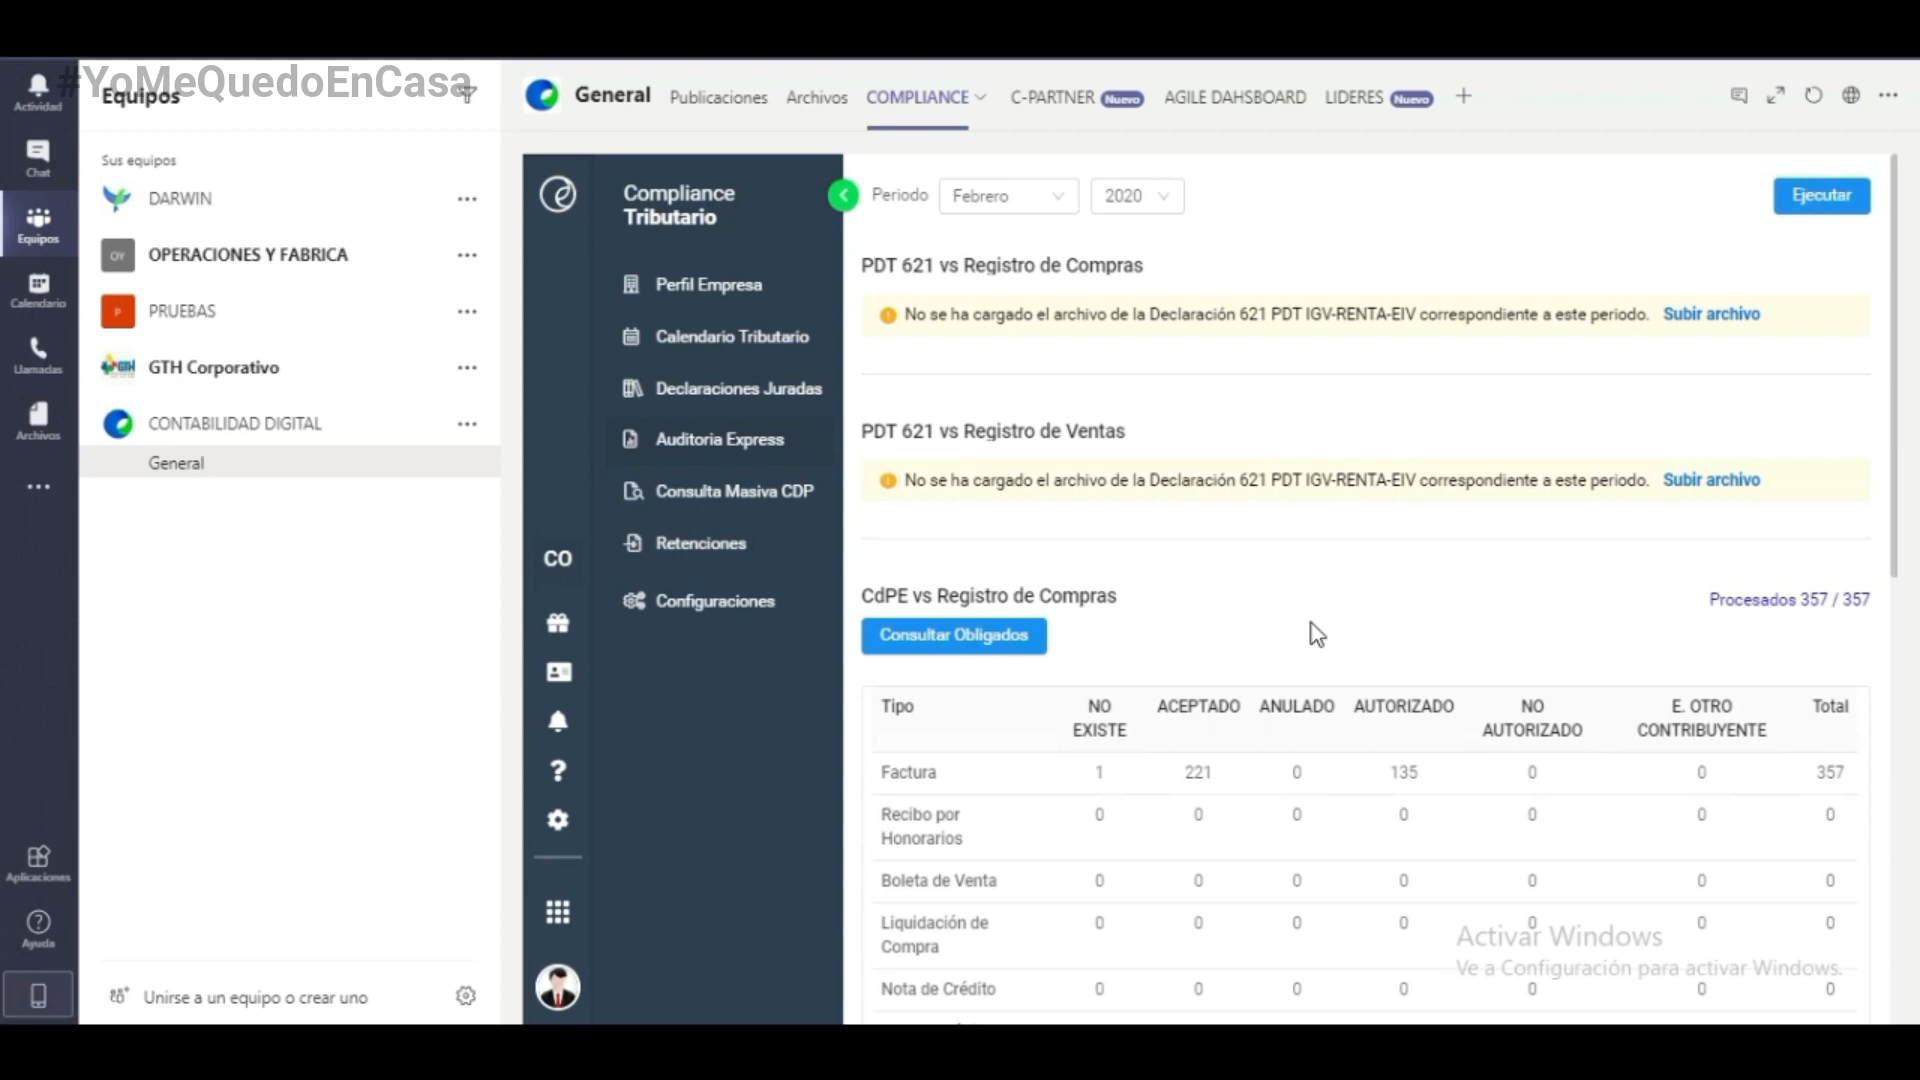 #YoMeQuedoEnCasa
Actividad
Chat
Equipos
Calendario
Llamadas
Archivos
Aplicaciones
Ayuda
Equipos
Sus equipos
DARWIN
OY
OPERACIONES Y FABRICA
P
PRUEBAS
GTH
GTH Corporativo
CONTABILIDAD DIGITAL
General
Unirse a un equipo o crear uno
General Publicaciones Archivos COMPLIANCE C-PARTNER Nuevo AGILE DAHSBOARD LIDERES Nuevo
CO
Compliance
Tributario
Perfil Empresa
Calendario Tributario
Declaraciones Juradas
Auditoria Express
Consulta Masiva CDP
Retenciones
Configuraciones
Periodo Febrero 2020 Ejecutar
PDT 621 vs Registro de Compras
No se ha cargado el archivo de la Declaración 621 PDT IGV-RENTA-EIV correspondiente a este periodo. Subir archivo
PDT 621 vs Registro de Ventas
No se ha cargado el archivo de la Declaración 621 PDT IGV-RENTA-EIV correspondiente a este periodo. Subir archivo
CdPE vs Registro de Compras
Procesados 357 / 357
Consultar Obligados
Tipo NO EXISTE ACEPTADO ANULADO AUTORIZADO NO AUTORIZADO E. OTRO CONTRIBUYENTE Total
Factura 1 221 0 135 0 0 357
Recibo por Honorarios 0 0 0 0 0 0 0
Boleta de Venta 0 0 0 0 0 0 0
Liquidación de Compra 0 0 0 0 0 0 0
Nota de Crédito 0 0 0 0 0 0 0
Activar Windows
Ve a Configuración para activar Windows.